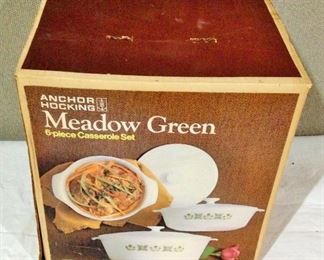 ANCHOR
HOCKING
Meadow Green
6-piece Casserole Set